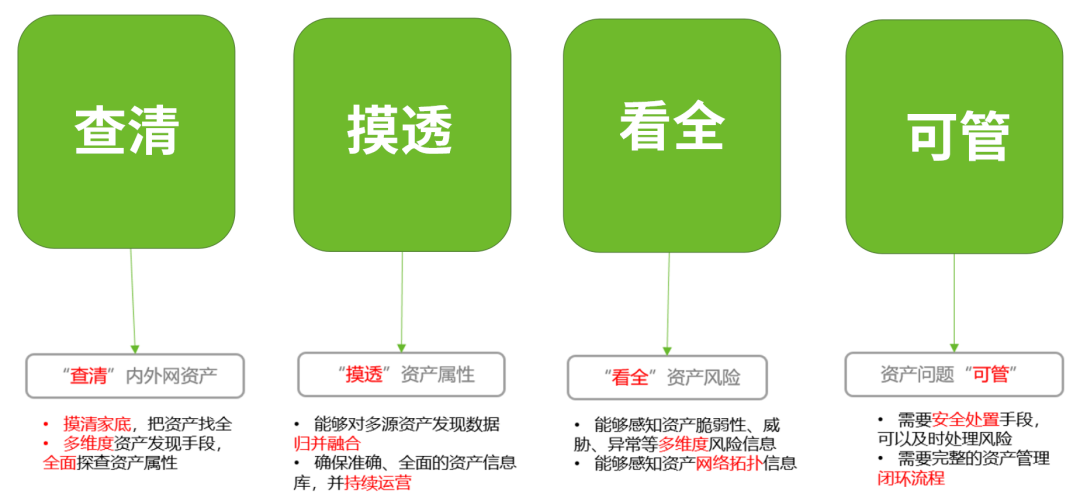 查清
摸透
看全
可管
“查清”内外网资产
“摸透”资产属性
“看全”资产风险
资产问题“可管”
• 摸清家底，把资产找全
• 多维度资产发现手段，
全面探查资产属性
• 能够对多源资产发现数据
归并融合
• 确保准确、全面的资产信息
库，并持续运营
• 能够感知资产脆弱性、威
胁、异常等多维度风险信息
• 能够感知资产网络拓扑信息
• 需要安全处置手段，
可以及时处理风险
• 需要完整的资产管理
闭环流程